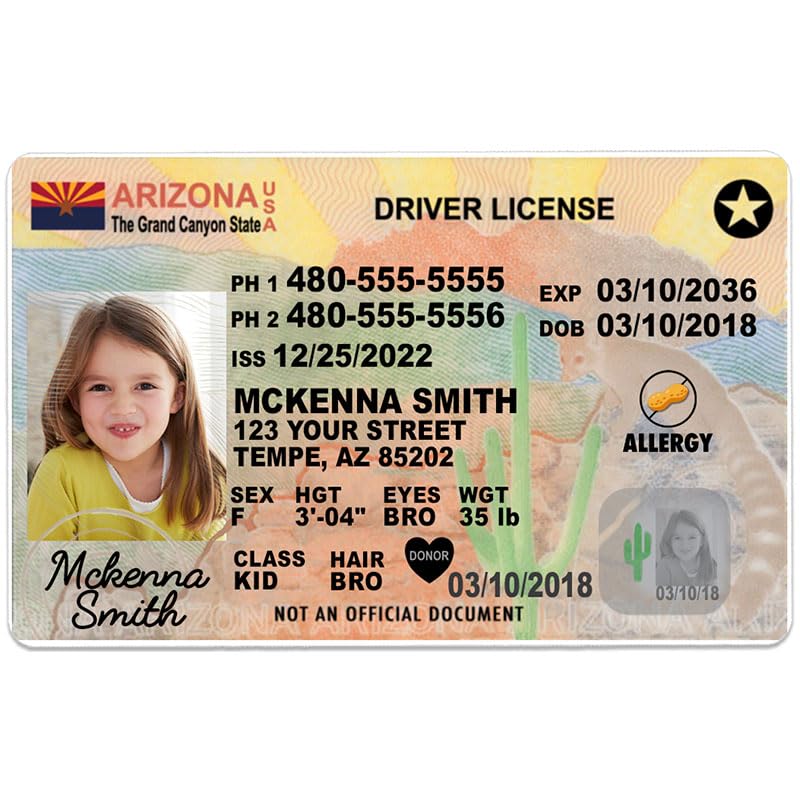 ARIZONA USA
The Grand Canyon State
DRIVER LICENSE
PH 1 480-555-5555
PH 2 480-555-5556
ISS 12/25/2022
EXP 03/10/2036
DOB 03/10/2018
MCKENNA SMITH
123 YOUR STREET
TEMPE, AZ 85202
ALLERGY
SEX HGT EYES WGT
F 3'-04" BRO 35 lb
CLASS HAIR
KID BRO
DONOR
03/10/2018
03/10/18
Mckenna
Smith
NOT AN OFFICIAL DOCUMENT
ARIZONA ARIZONA ARIZONA ARIZ